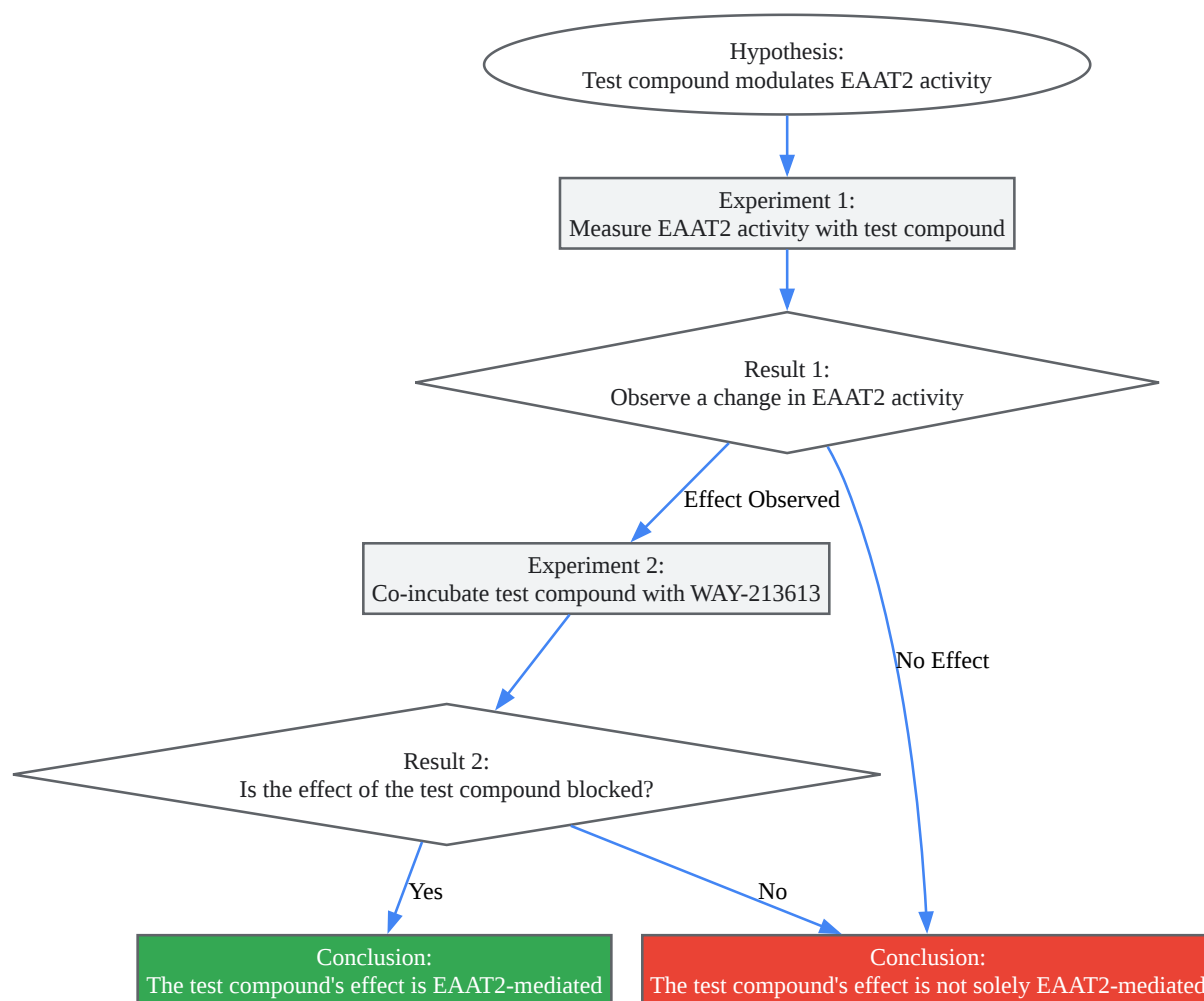 Hypothesis:
Test compound modulates EAAT2 activity
Experiment 1:
Measure EAAT2 activity with test compound
Result 1:
Observe a change in EAAT2 activity
Effect Observed
Experiment 2:
Co-incubate test compound with WAY-213613
No Effect
Result 2:
Is the effect of the test compound blocked?
Yes
No
Conclusion:
The test compound's effect is EAAT2-mediated
Conclusion:
The test compound's effect is not solely EAAT2-mediated